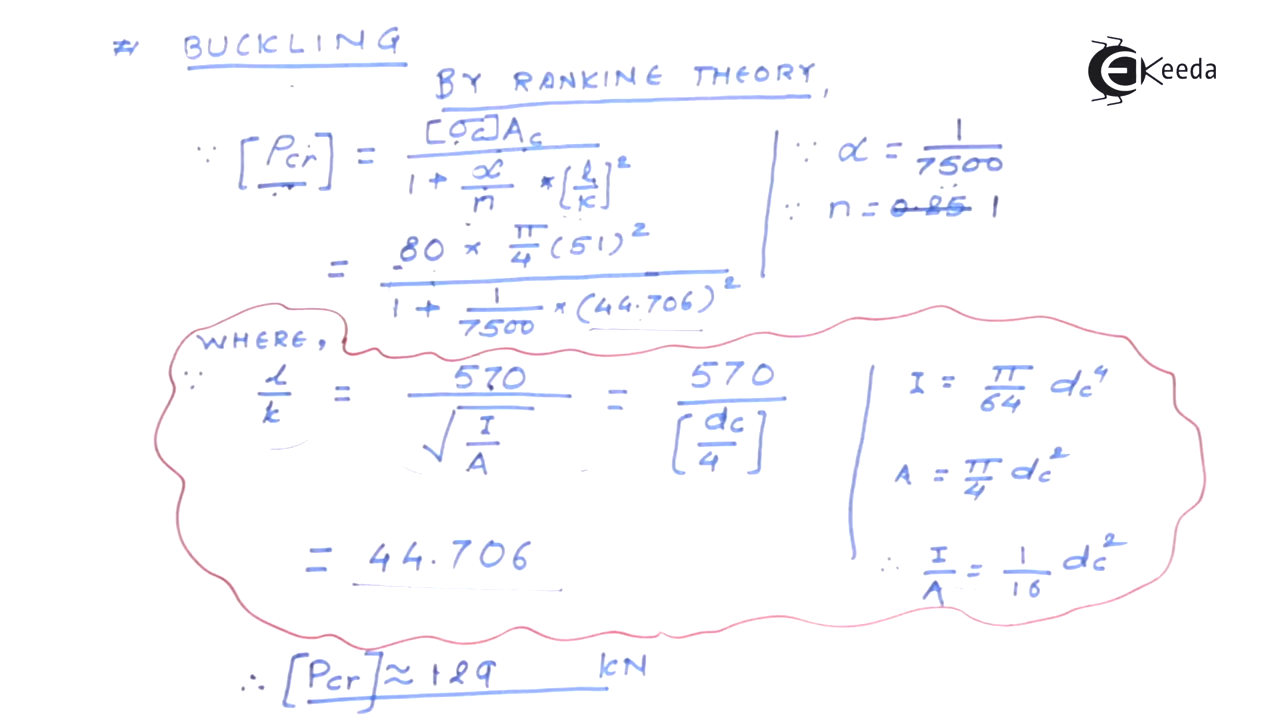 # BUCKLING
BY RANKINE THEORY,
EKeeda
∵ [Pcr] = [σc]Ac / 1 + α/n * [l/k]²
∵ α = 1/7500
∵ n = 0.25 1
= 80 * π/4 (51)² / 1 + 1/7500 * (44.706)²
WHERE,
∵ l/k = 570 / √(I/A) = 570 / [dc/4]
I = π/64 dc⁴
A = π/4 dc²
= 44.706
∴ I/A = 1/16 dc²
∴ [Pcr] ≈ 129 kN